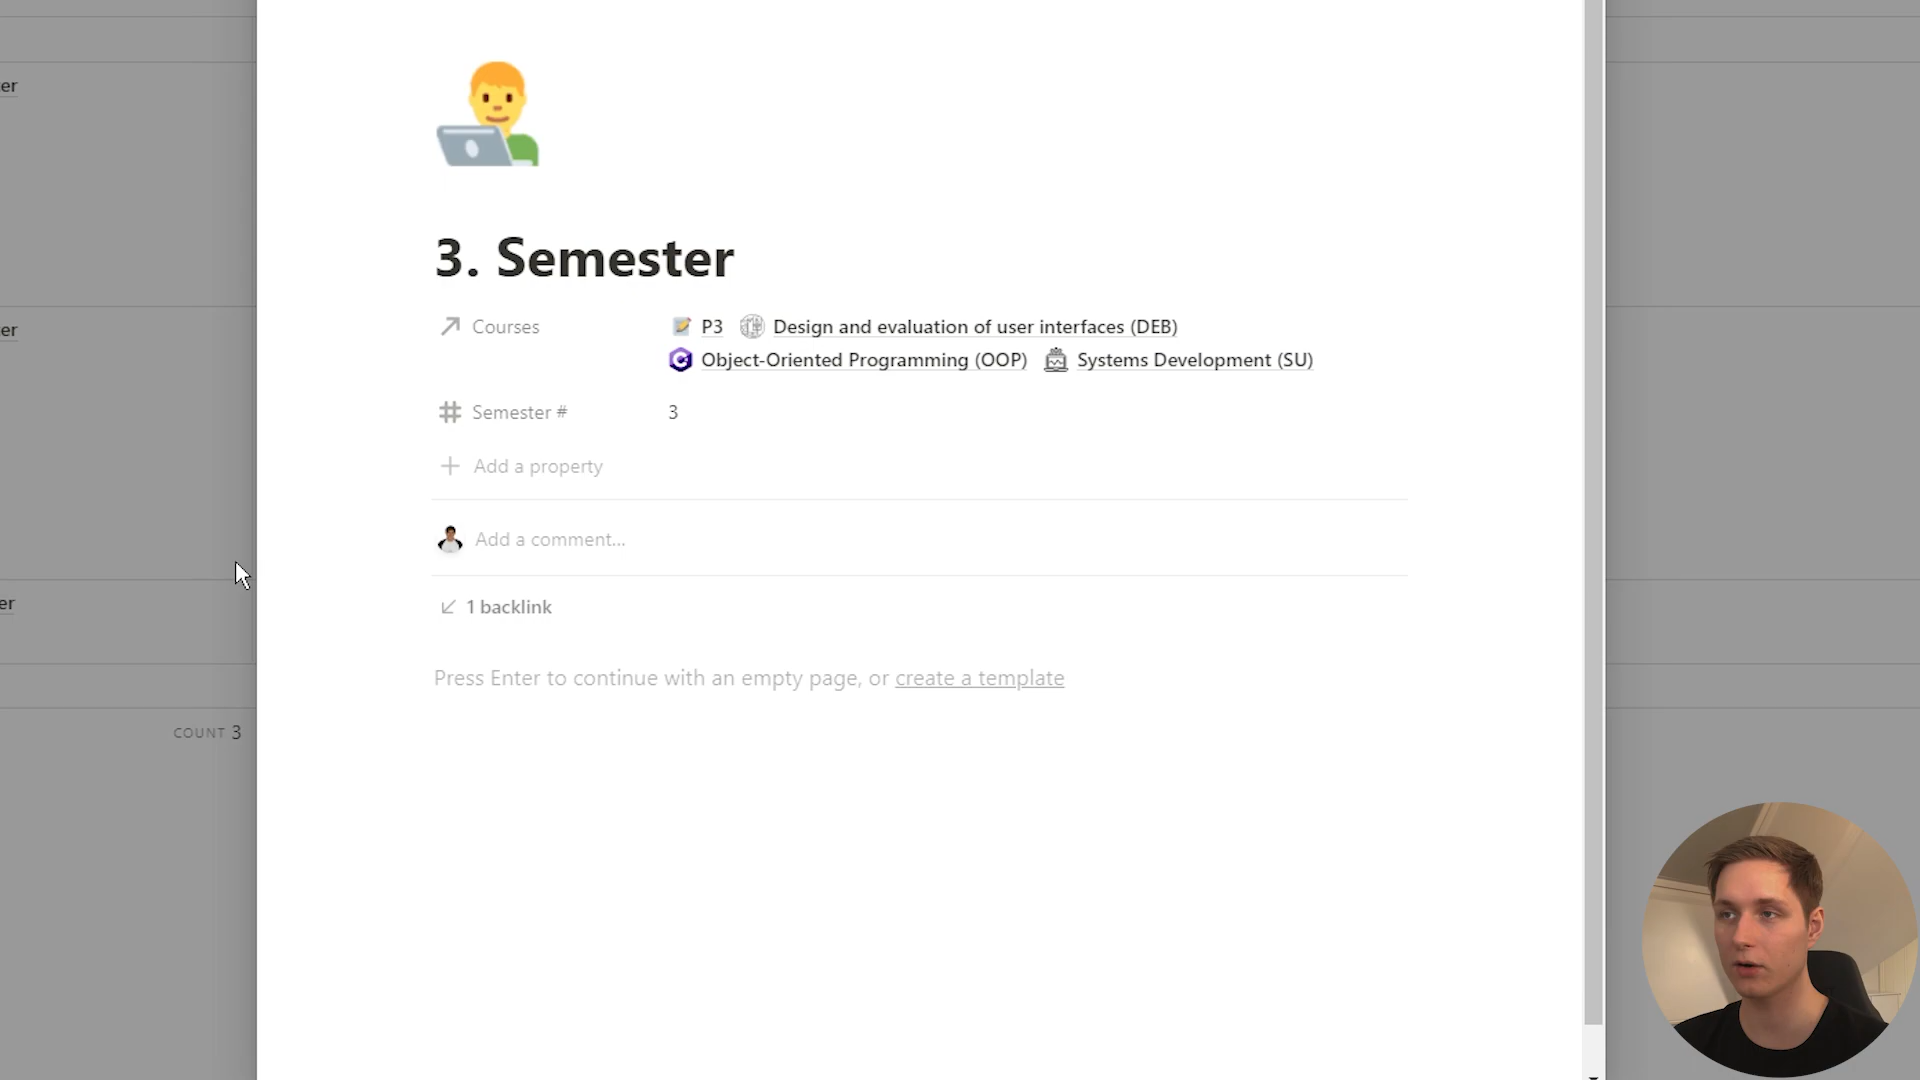 er
er
er
COUNT 3
3. Semester
Courses P3 Design and evaluation of user interfaces (DEB)
Object-Oriented Programming (OOP) Systems Development (SU)
Semester # 3
Add a property
Add a comment...
1 backlink
Press Enter to continue with an empty page, or create a template